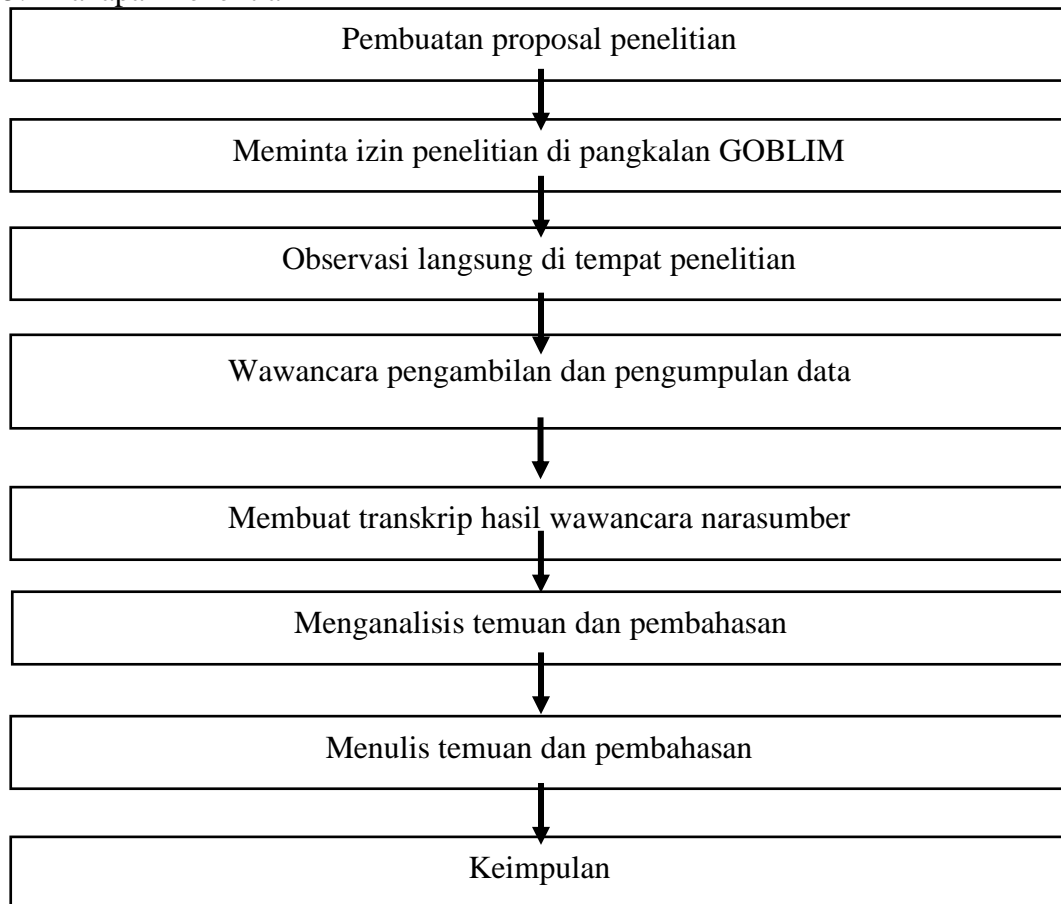 Pembuatan proposal penelitian
Meminta izin penelitian di pangkalan GOBLIM
Observasi langsung di tempat penelitian
Wawancara pengambilan dan pengumpulan data
Membuat transkrip hasil wawancara narasumber
Menganalisis temuan dan pembahasan
Menulis temuan dan pembahasan
Keimpulan